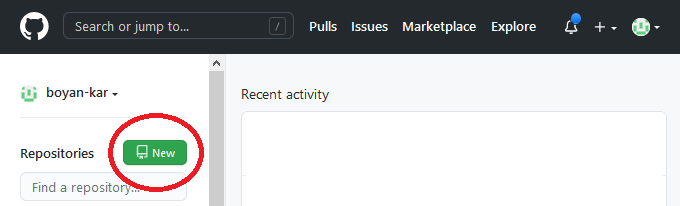 Search or jump to... / Pulls Issues Marketplace Explore
boyan-kar
Recent activity
Repositories New
Find a repository...